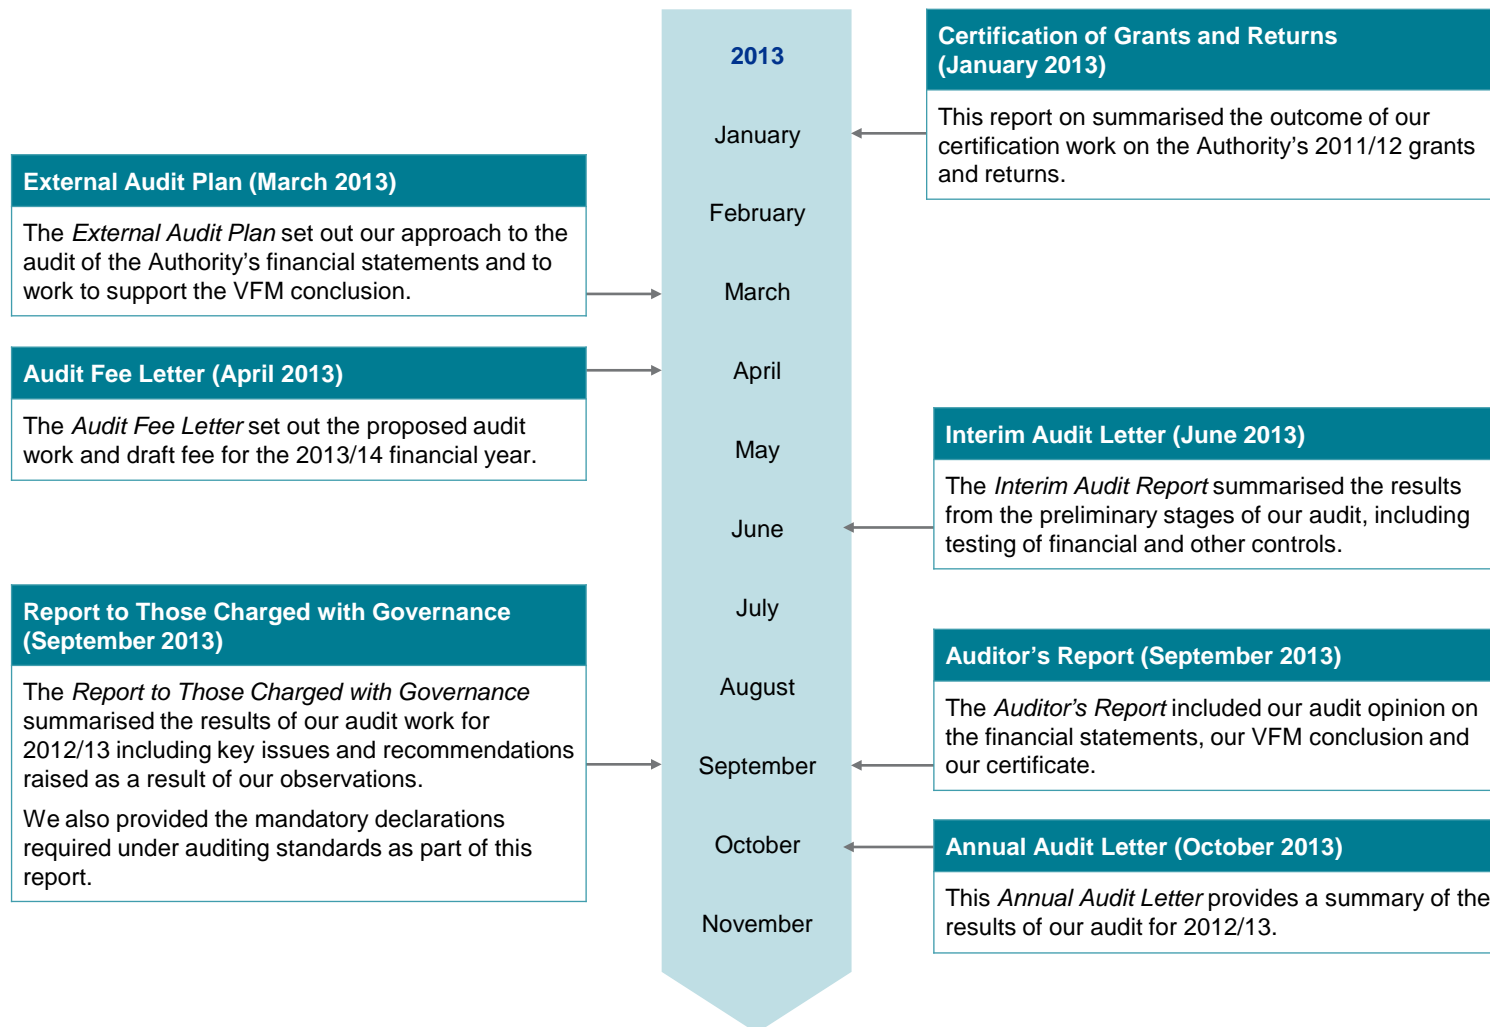 2013
January
February
March
April
May
June
July
August
September
October
November
Certification of Grants and Returns
(January 2013)
This report on summarised the outcome of our
certification work on the Authority’s 2011/12 grants
and returns.
External Audit Plan (March 2013)
The External Audit Plan set out our approach to the
audit of the Authority’s financial statements and to
work to support the VFM conclusion.
Audit Fee Letter (April 2013)
The Audit Fee Letter set out the proposed audit
work and draft fee for the 2013/14 financial year.
Interim Audit Letter (June 2013)
The Interim Audit Report summarised the results
from the preliminary stages of our audit, including
testing of financial and other controls.
Report to Those Charged with Governance
(September 2013)
The Report to Those Charged with Governance
summarised the results of our audit work for
2012/13 including key issues and recommendations
raised as a result of our observations.
We also provided the mandatory declarations
required under auditing standards as part of this
report.
Auditor’s Report (September 2013)
The Auditor’s Report included our audit opinion on
the financial statements, our VFM conclusion and
our certificate.
Annual Audit Letter (October 2013)
This Annual Audit Letter provides a summary of the
results of our audit for 2012/13.